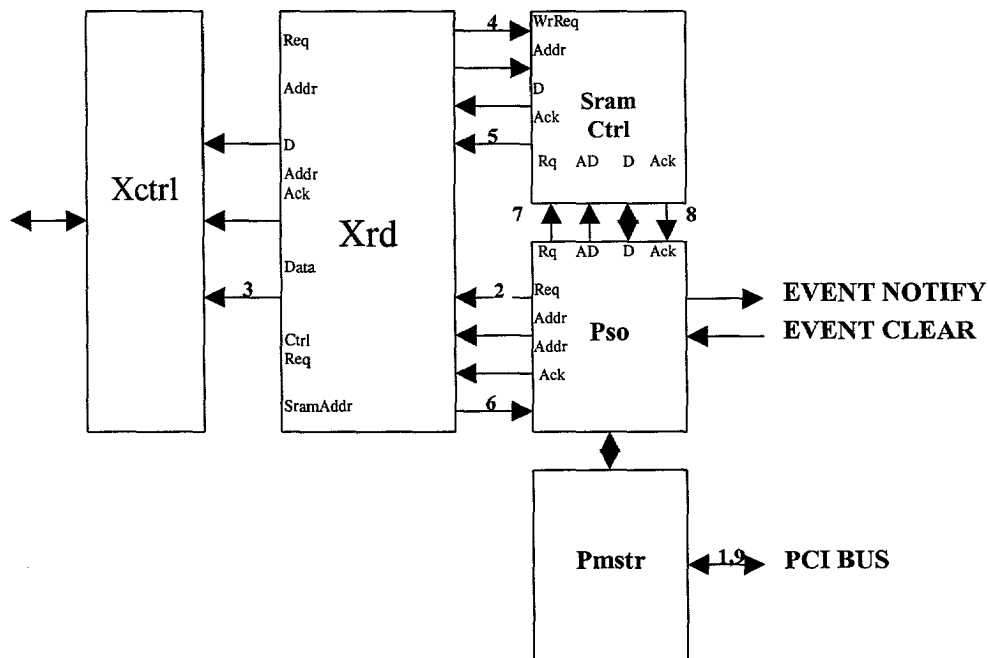 4
WrReq
Req
Addr
Addr
D
Sram
Ctrl
Ack
5
D
Rq AD D Ack
Addr
Ack
Xctrl
Xrd
7
8
Rq AD D Ack
Data
3
2
Req
EVENT NOTIFY
Addr
Pso
EVENT CLEAR
Ctrl
Req
Addr
Ack
SramAddr
6
Pmstr
1,9
PCI BUS